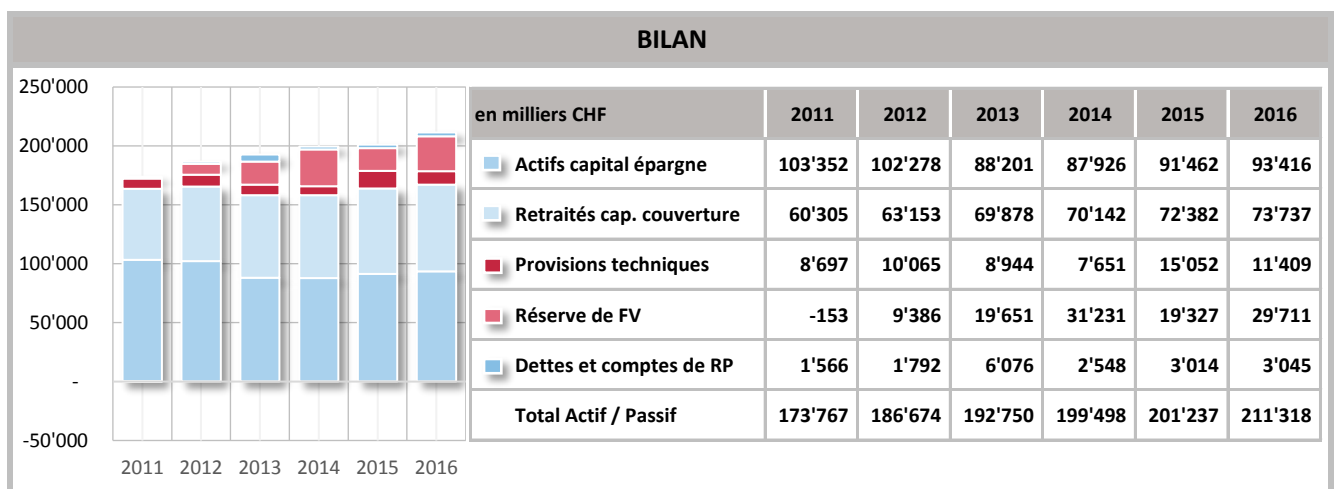 BILAN
250'000
200'000
150'000
100'000
50'000
-
-50'000
2011 2012 2013 2014 2015 2016
en milliers CHF 2011 2012 2013 2014 2015 2016
Actifs capital épargne 103'352 102'278 88'201 87'926 91'462 93'416
Retraités cap. couverture 60'305 63'153 69'878 70'142 72'382 73'737
Provisions techniques 8'697 10'065 8'944 7'651 15'052 11'409
Réserve de FV -153 9'386 19'651 31'231 19'327 29'711
Dettes et comptes de RP 1'566 1'792 6'076 2'548 3'014 3'045
Total Actif / Passif 173'767 186'674 192'750 199'498 201'237 211'318